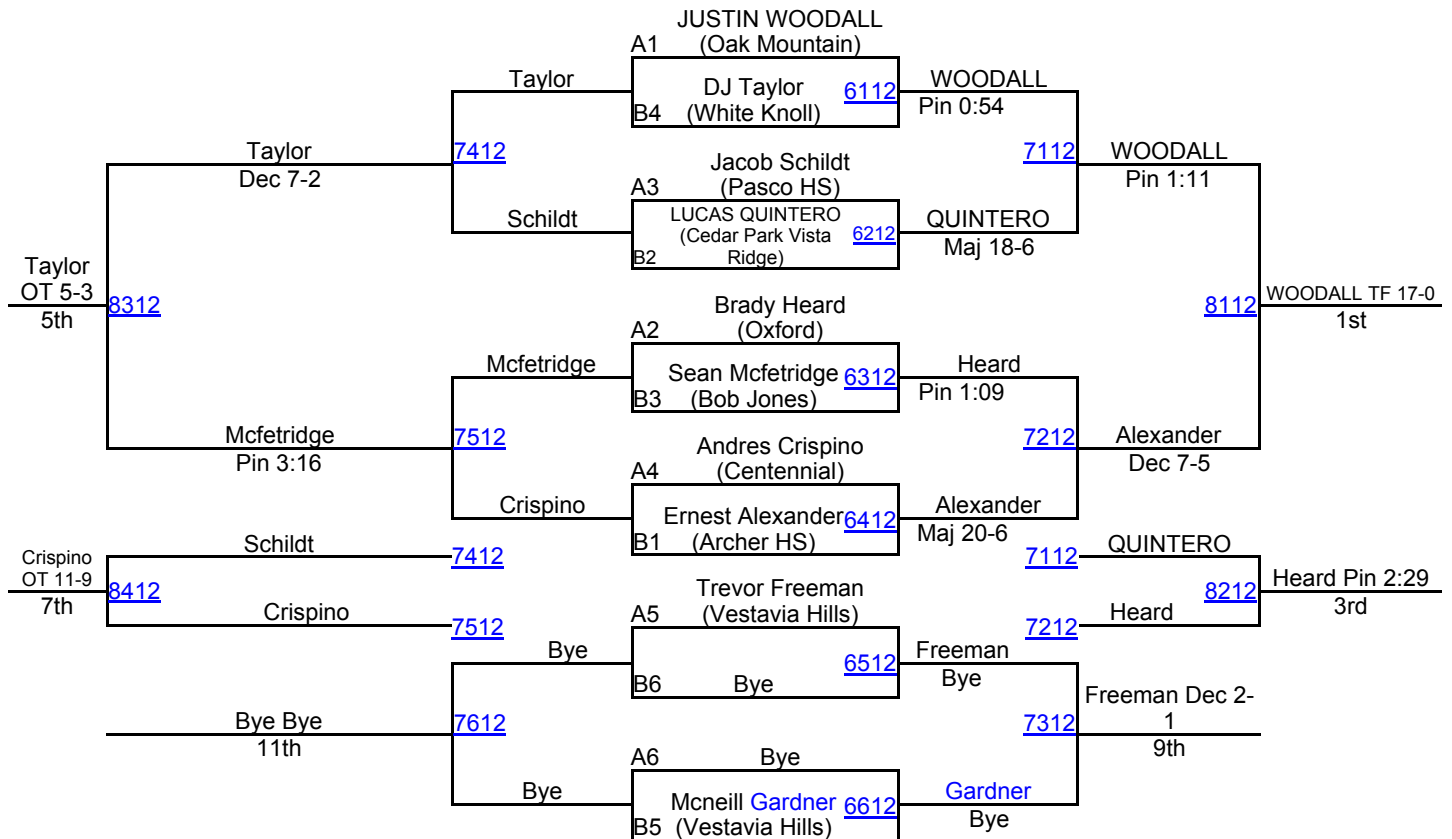 JUSTIN WOODALL
A1 (Oak Mountain)
Taylor DJ Taylor 6112 WOODALL
B4 (White Knoll) Pin 0:54
Taylor 7412 7112 WOODALL
Dec 7-2 Jacob Schildt Pin 1:11
A3 (Pasco HS)
Schildt LUCAS QUINTERO 6212 QUINTERO
(Cedar Park Vista Maj 18-6
B2 Ridge)
Taylor
OT 5-3 8312 8112 WOODALL TF 17-0
5th 1st
Brady Heard
A2 (Oxford)
Mcfetridge Sean Mcfetridge 6312 Heard
B3 (Bob Jones) Pin 1:09
Mcfetridge 7512 7212 Alexander
Pin 3:16 Andres Crispino Dec 7-5
A4 (Centennial)
Crispino Ernest Alexander 6412 Alexander
B1 (Archer HS) Maj 20-6
Schildt 7412 7112 QUINTERO
Crispino
OT 11-9 8412 8212 Heard Pin 2:29
7th 3rd
Crispino 7512 7212 Heard
Trevor Freeman
A5 (Vestavia Hills)
Bye 6512 Freeman
B6 Bye Bye
Bye Bye 7612 7312 Freeman Dec 2-
1
11th 9th
A6 Bye
Bye Mcneill Gardner 6612 Gardner
B5 (Vestavia Hills) Bye